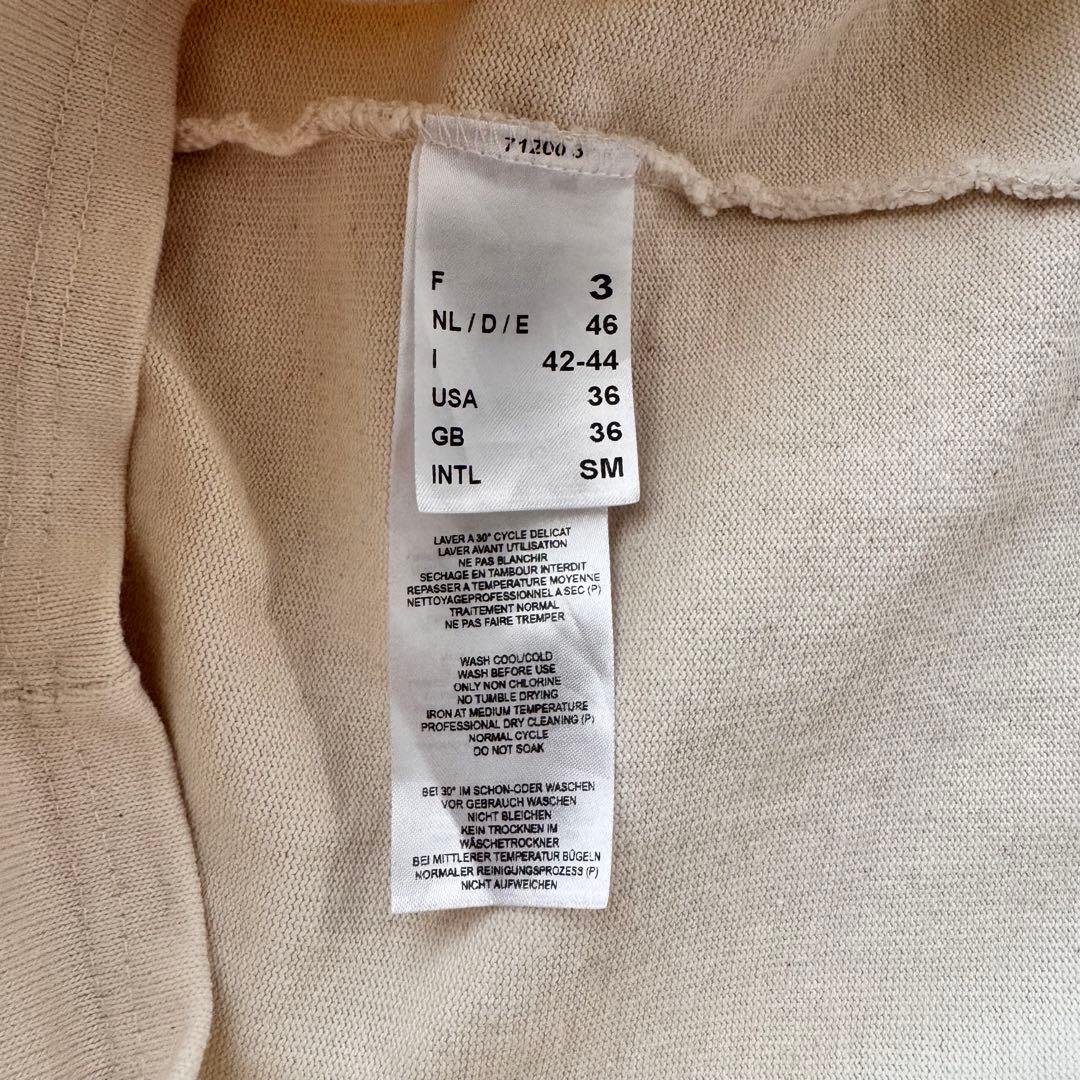 71200 3
F 3
NL / D / E 46
I 42-44
USA 36
GB 36
INTL SM
LAVER A 30° CYCLE DELICAT
LAVER AVANT UTILISATION
NE PAS BLANCHIR
SECHAGE EN TAMBOUR INTERDIT
REPASSER A TEMPERATURE MOYENNE
NETTOYAGEPROFESSIONNEL A SEC (P)
TRAITEMENT NORMAL
NE PAS FAIRE TREMPER
WASH COOL/COLD
WASH BEFORE USE
ONLY NON CHLORINE
NO TUMBLE DRYING
IRON AT MEDIUM TEMPERATURE
PROFESSIONAL DRY CLEANING (P)
NORMAL CYCLE
DO NOT SOAK
BEI 30° IM SCHON-ODER WASCHEN
VOR GEBRAUCH WASCHEN
NICHT BLEICHEN
KEIN TROCKNEN IM
WÄSCHETROCKNER
BEI MITTLERER TEMPERATUR BÜGELN
NORMALER REINIGUNGSPROZESS (P)
NICHT AUFWEICHEN